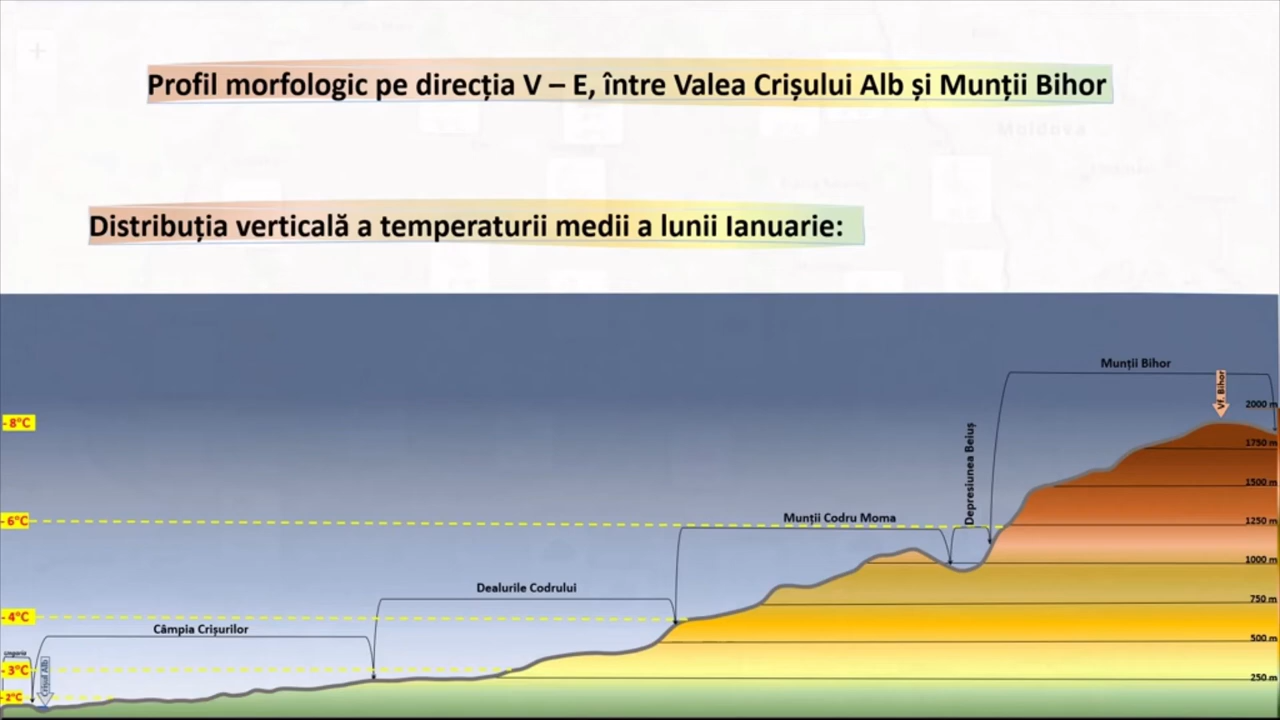 Profil morfologic pe direcția V – E, între Valea Crișului Alb și Munții Bihor
Distribuția verticală a temperaturii medii a lunii Ianuarie:
Munții Bihor
Vf. Bihor
2000 m
- 8°C
Depresiunea Beiuș
1750 m
1500 m
- 6°C
Munții Codru Moma
1250 m
1000 m
Dealurile Codrului
750 m
- 4°C
Câmpia Crișurilor
500 m
Ungaria
Crișul Alb
- 3°C
250 m
- 2°C